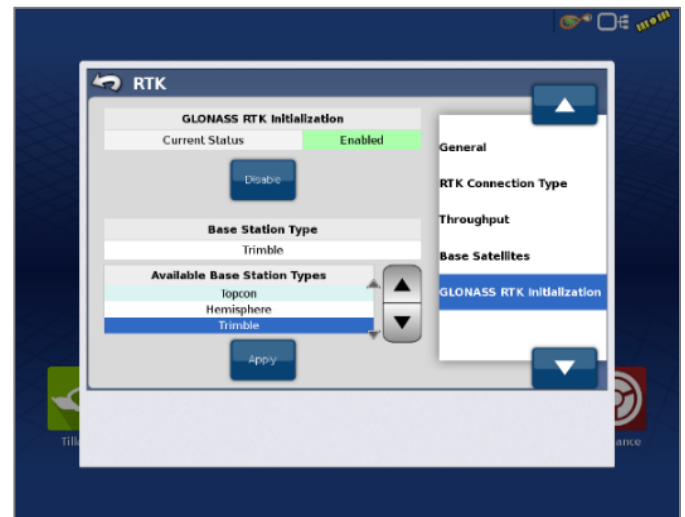 RTK
GLONASS RTK Initialization
Current Status Enabled
Disable
Base Station Type
Trimble
Available Base Station Types
Topcon
Hemisphere
Trimble
Apply
General
RTK Connection Type
Throughput
Base Satellites
GLONASS RTK Initialization
Tilla
ance